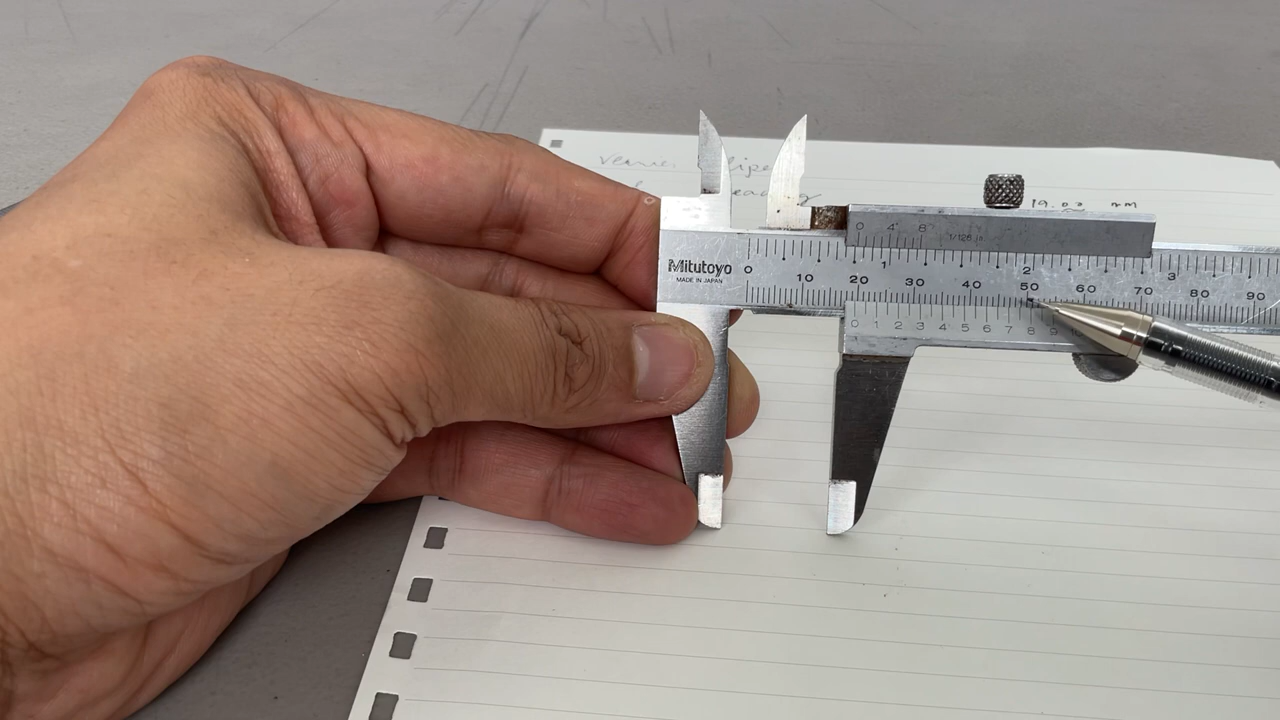 19.02 mm
0 4 8
1/128 in.
1 2 3
Mitutoyo
MADE IN JAPAN
0 10 20 30 40 50 60 70 80 90
0 1 2 3 4 5 6 7 8 9